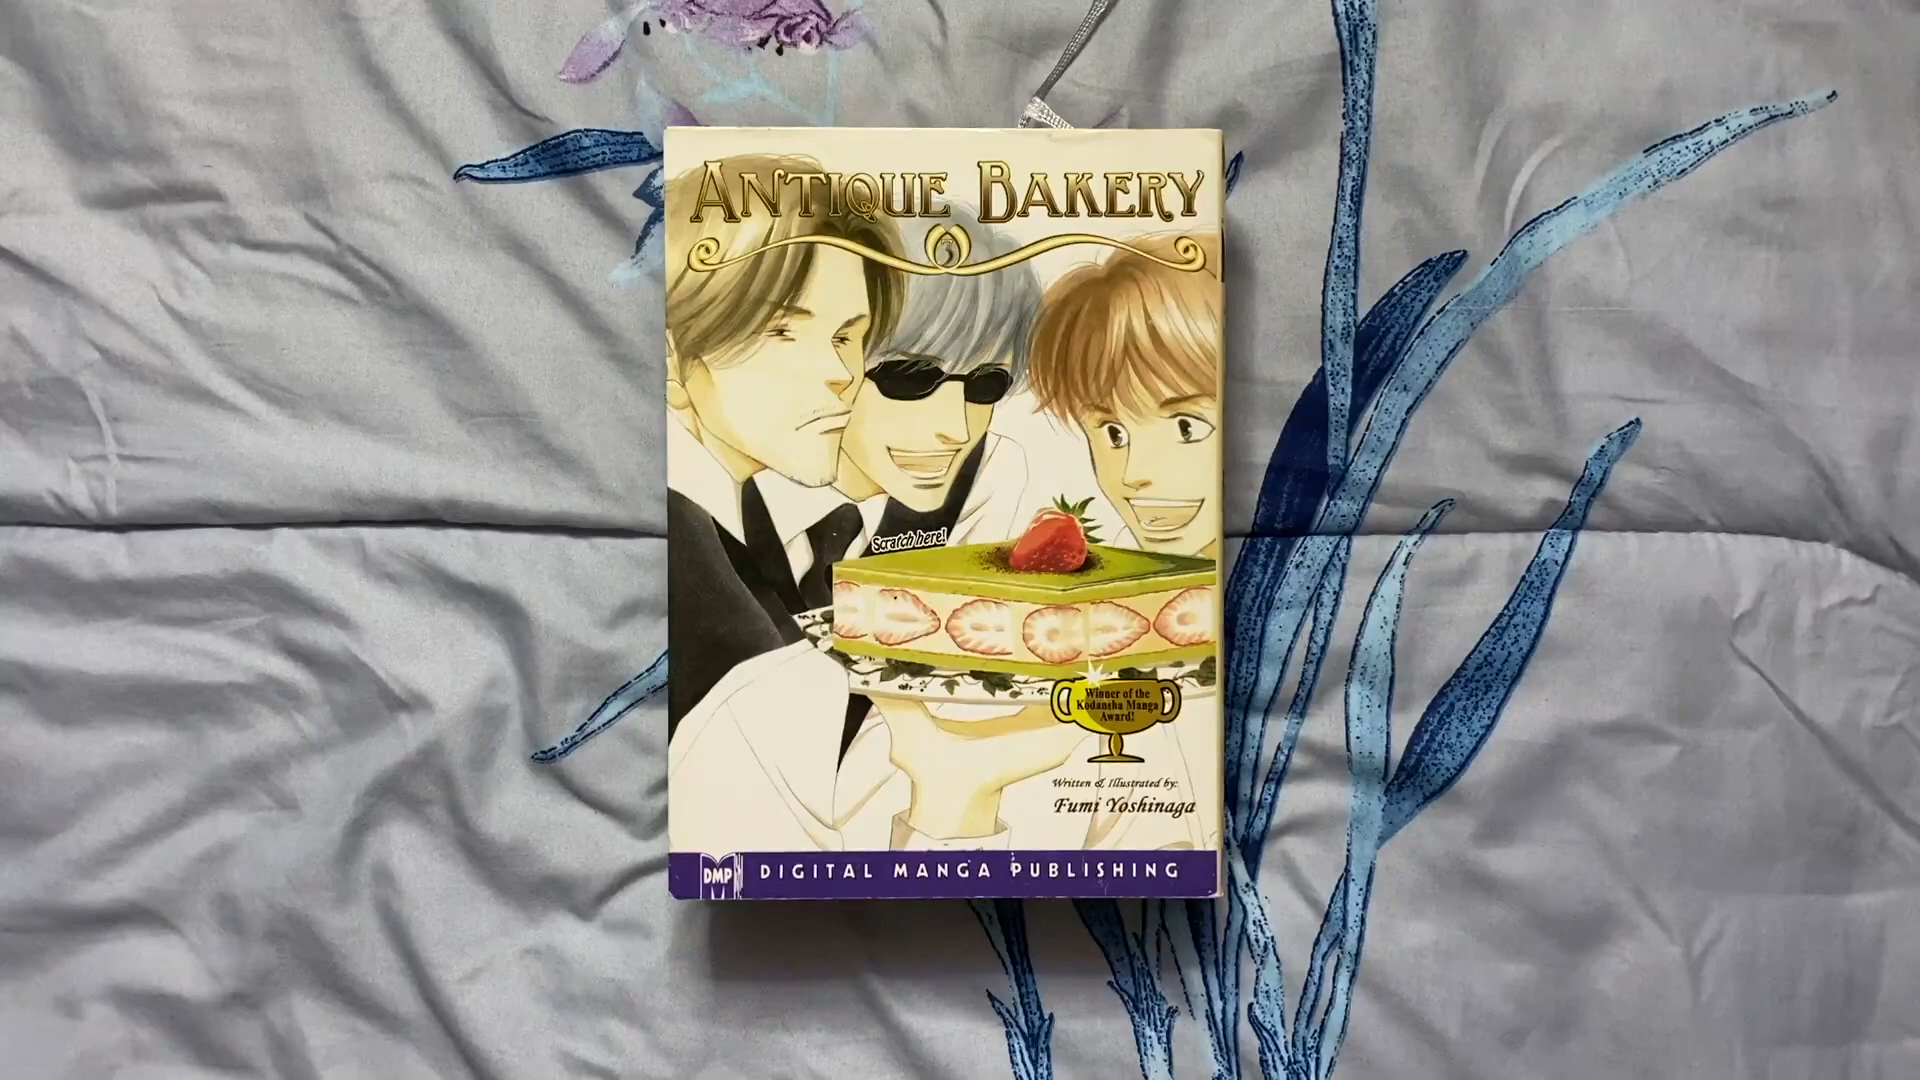 ANTIQUE BAKERY
3
Scratch here!
Winner of the
Kodansha Manga
Award!
Written & Illustrated by:
Fumi Yoshinaga
DMP
DIGITAL MANGA PUBLISHING